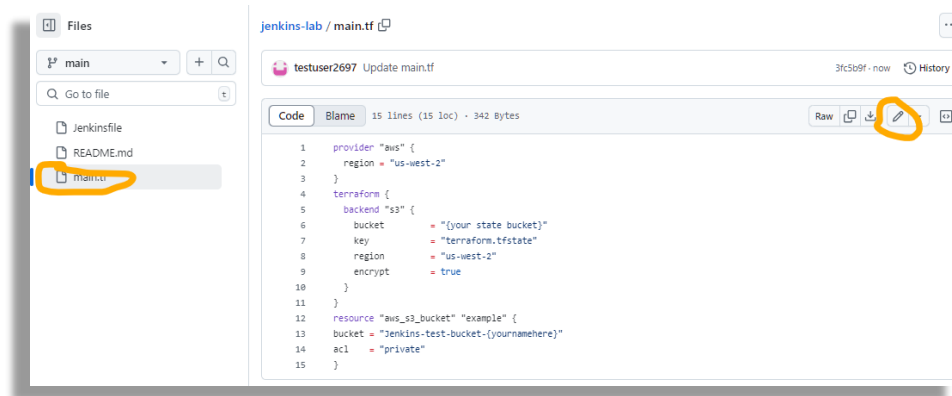 Files
main
Go to file
t
Jenkinsfile
README.md
main.tf
jenkins-lab / main.tf
testuser2697 Update main.tf
3fc5b9f · now History
Code Blame 15 lines (15 loc) · 342 Bytes
Raw
1 provider "aws" {
2 region = "us-west-2"
3 }
4 terraform {
5 backend "s3" {
6 bucket = "{your state bucket}"
7 key = "terraform.tfstate"
8 region = "us-west-2"
9 encrypt = true
10 }
11 }
12 resource "aws_s3_bucket" "example" {
13 bucket = "Jenkins-test-bucket-{yournamehere}"
14 acl = "private"
15 }